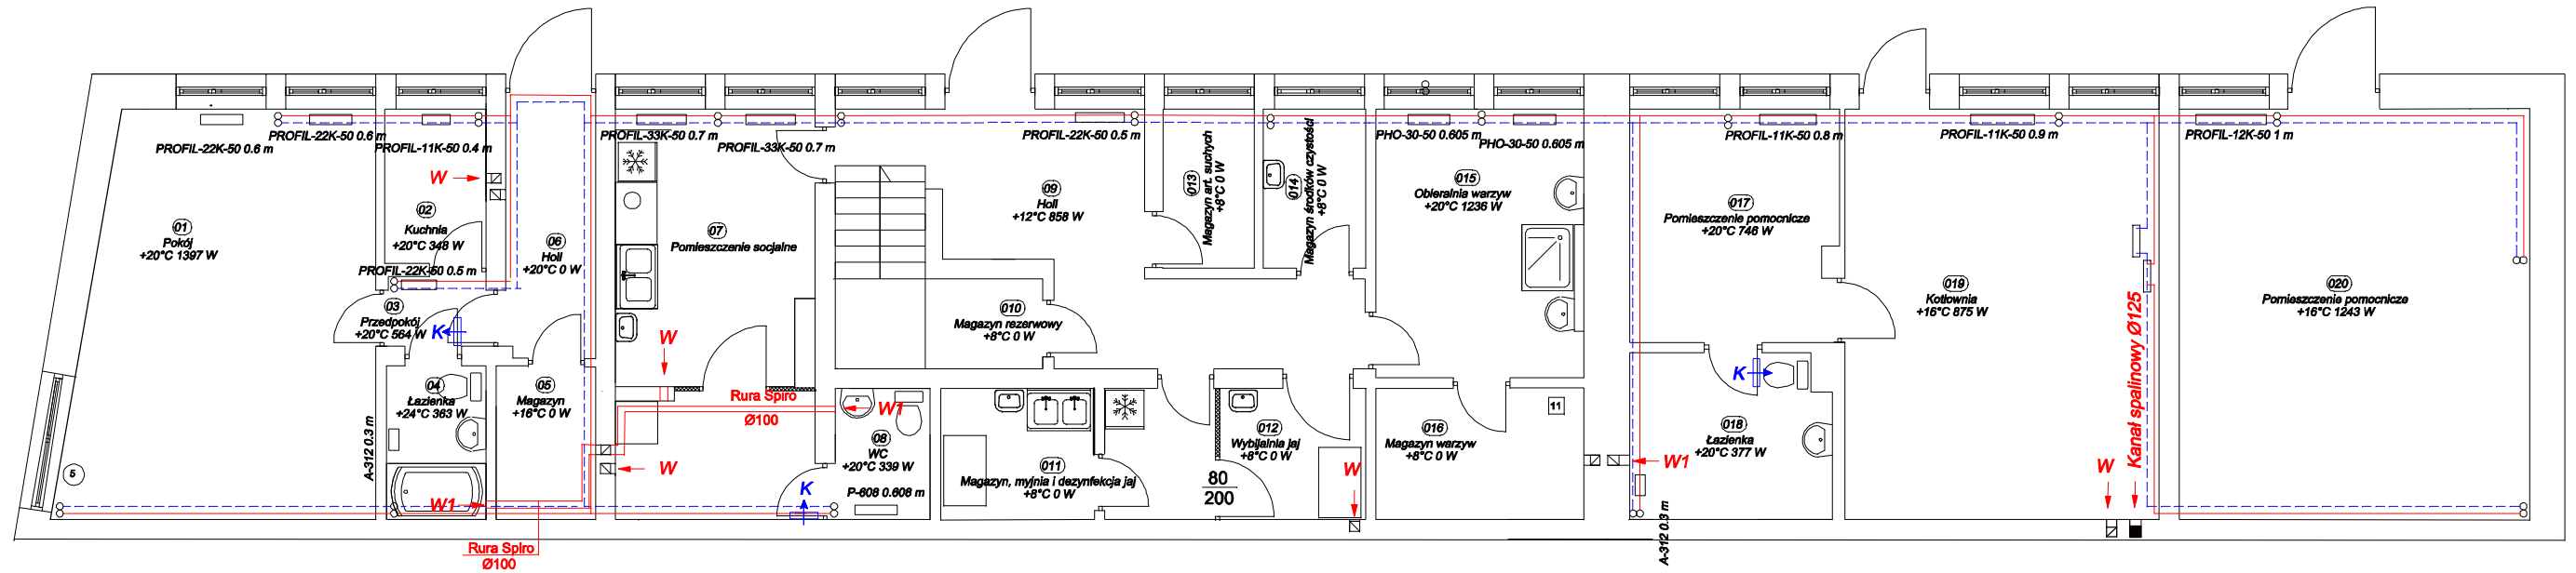 PROFIL-22K-50 0.6 m
PROFIL-22K-50 0.6 m
PROFIL-11K-50 0.4 m
PROFIL-33K-50 0.7 m
PROFIL-33K-50 0.7 m
PROFIL-22K-50 0.5 m
PHO-30-50 0.605 m
PHO-30-50 0.605 m
PROFIL-11K-50 0.8 m
PROFIL-11K-50 0.9 m
PROFIL-12K-50 1 m
01
Pokój
+20°C 1397 W
W
02
Kuchnia
+20°C 348 W
PROFIL-22K-50 0.5 m
03
Przedpokój
+20°C 564 W
K
04
Łazienka
+24°C 363 W
A-312 0.3 m
W1
5
05
Magazyn
+16°C 0 W
06
Holl
+20°C 0 W
Rura Spiro
Ø100
07
Pomieszczenie socjalne
W
Rura Spiro
Ø100
W
W1
08
WC
+20°C 339 W
P-608 0.608 m
K
09
Holl
+12°C 858 W
010
Magazyn rezerwowy
+8°C 0 W
011
Magazyn, myjnia i dezynfekcja jaj
+8°C 0 W
80
200
012
Wybijalnia jaj
+8°C 0 W
W
013
Magazyn art. suchych
+8°C 0 W
014
Magazyn środków czystości
+8°C 0 W
015
Obieralnia warzyw
+20°C 1236 W
016
Magazyn warzyw
+8°C 0 W
11
017
Pomieszczenie pomocnicze
+20°C 746 W
K
018
Łazienka
+20°C 377 W
W1
A-312 0.3 m
019
Kotłownia
+16°C 875 W
W
Kanał spalinowy Ø125
020
Pomieszczenie pomocnicze
+16°C 1243 W